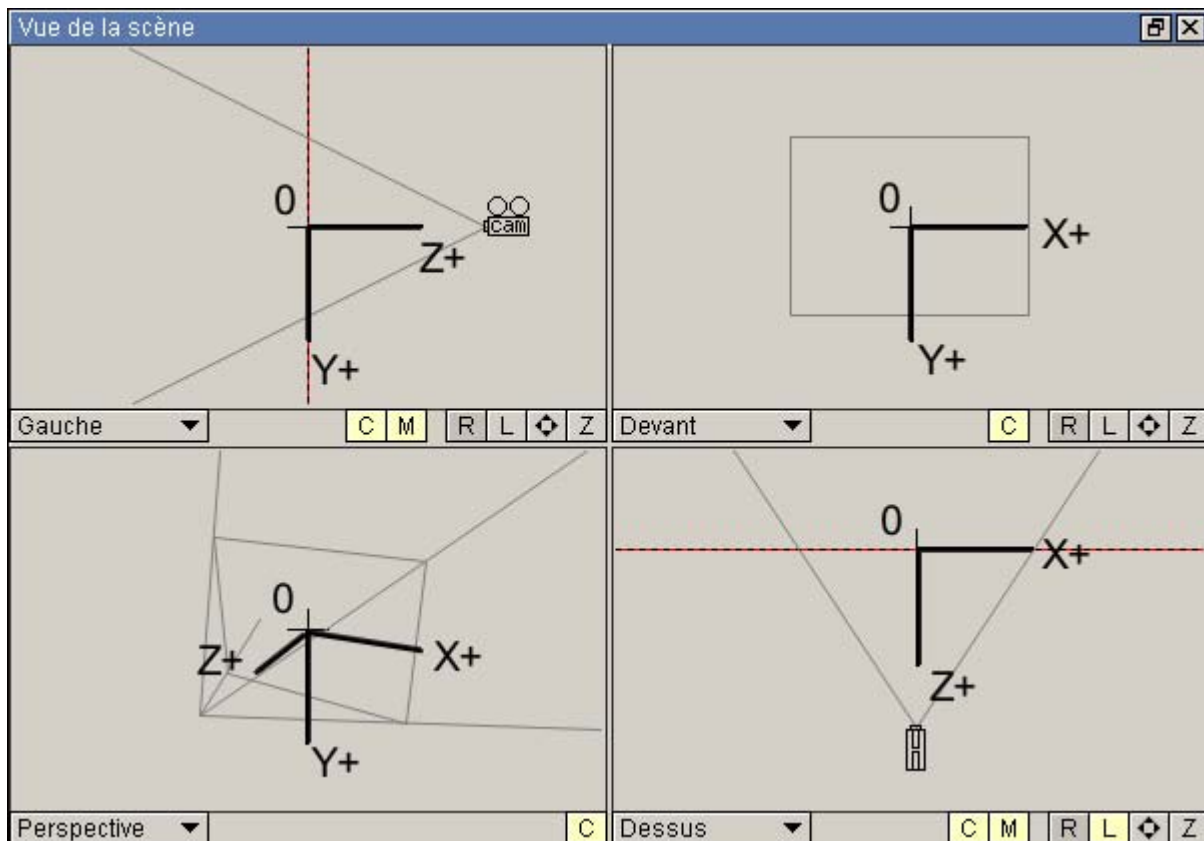 Vue de la scène
0
cam
Z+
Y+
Gauche
C M R L Z
0
X+
Y+
Devant
C R L Z
0
Z+
X+
Y+
Perspective
C
0
X+
Z+
Dessus
C M R L Z